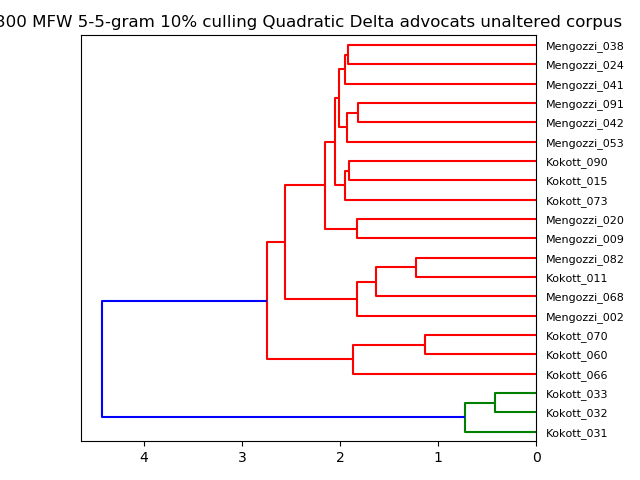 300 MFW 5-5-gram 10% culling Quadratic Delta advocats unaltered corpus
Mengozzi_038
Mengozzi_024
Mengozzi_041
Mengozzi_091
Mengozzi_042
Mengozzi_053
Kokott_090
Kokott_015
Kokott_073
Mengozzi_020
Mengozzi_009
Mengozzi_082
Kokott_011
Mengozzi_068
Mengozzi_002
Kokott_070
Kokott_060
Kokott_066
Kokott_033
Kokott_032
Kokott_031
4 3 2 1 0